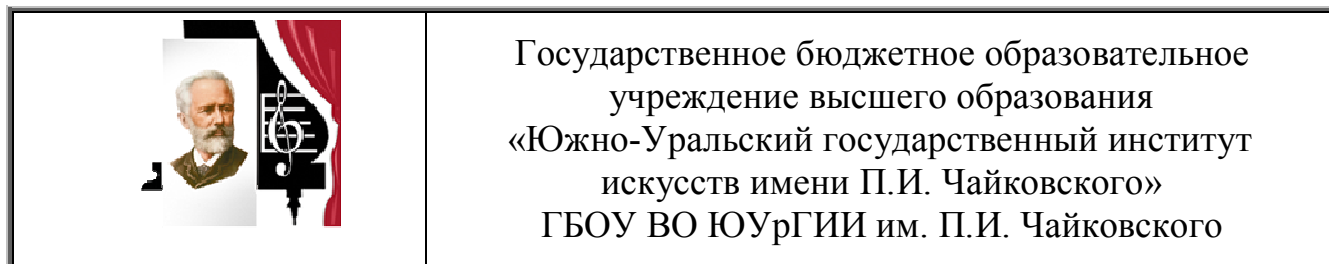 Государственное бюджетное образовательное
учреждение высшего образования
«Южно-Уральский государственный институт
искусств имени П.И. Чайковского»
ГБОУ ВО ЮУрГИИ им. П.И. Чайковского